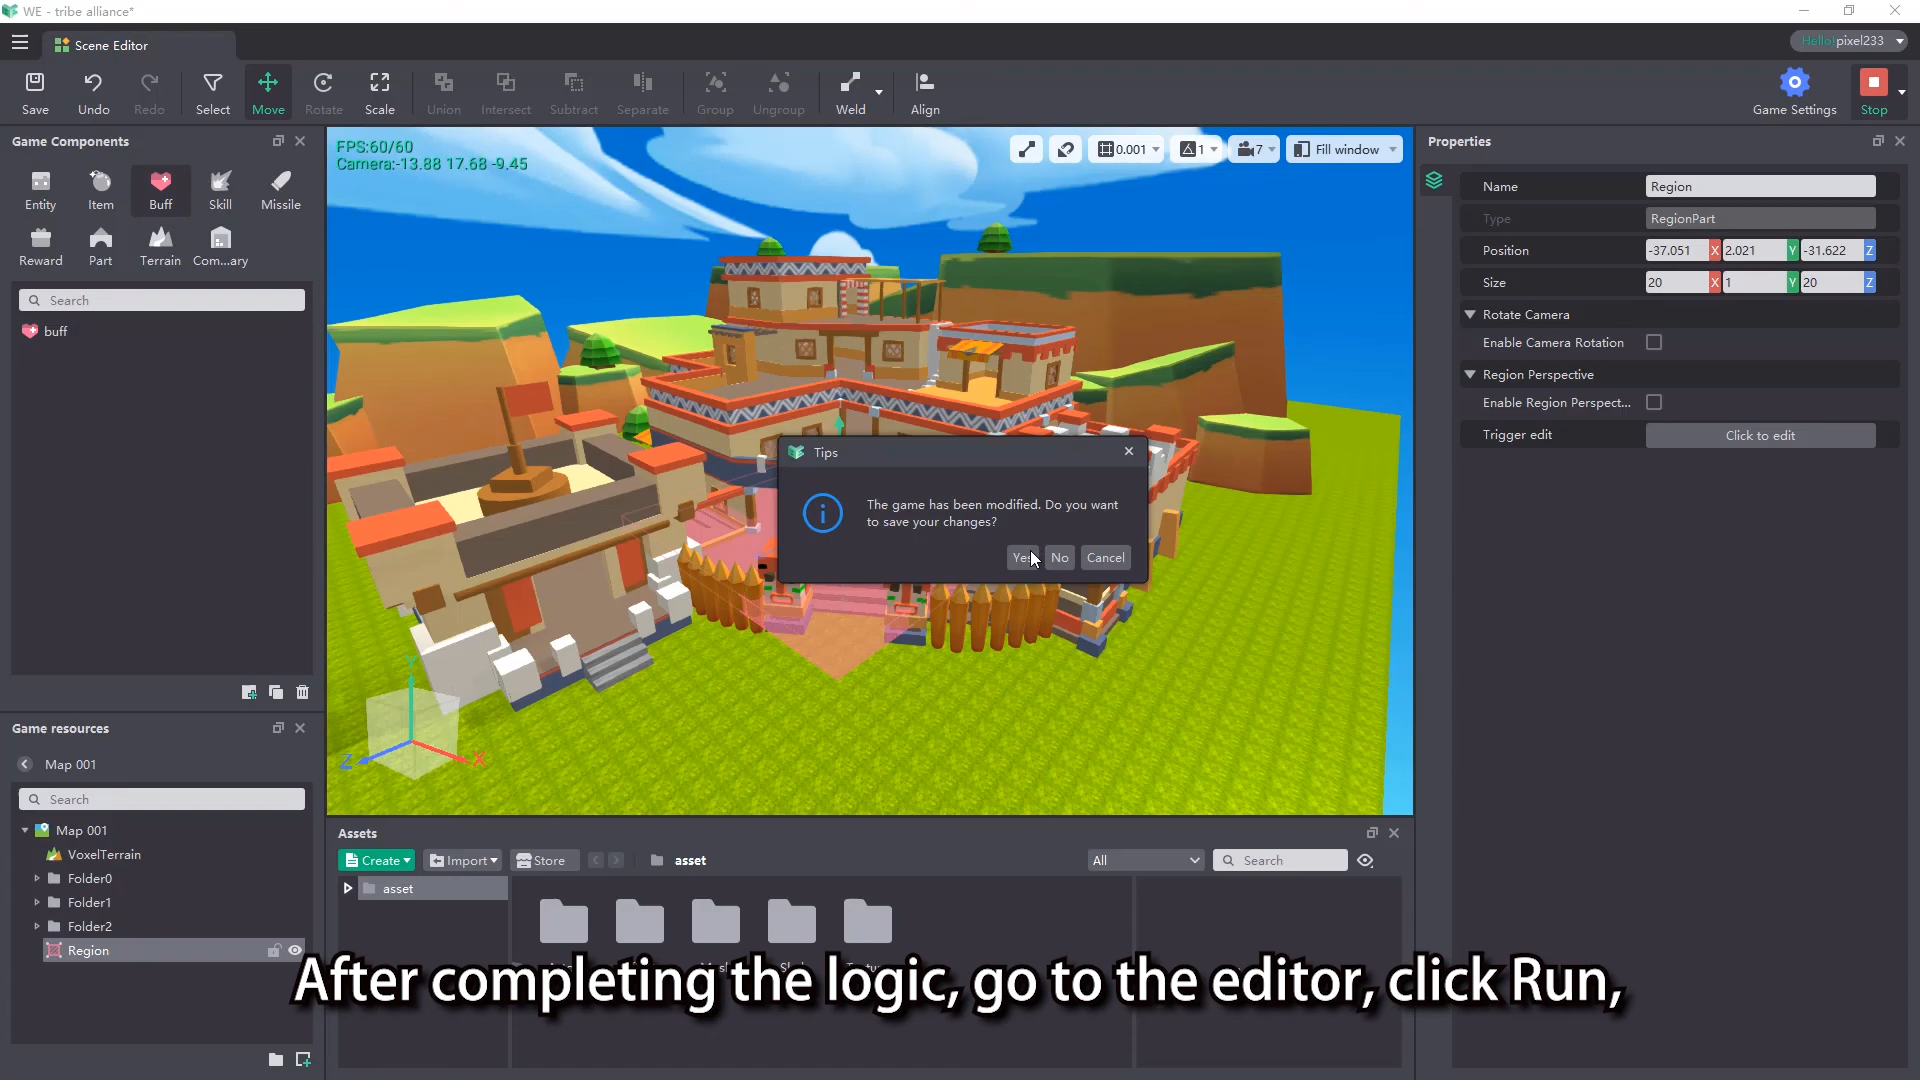 WE - tribe alliance*
Scene Editor
Hello! pixel233
Save
Undo
Redo
Select
Move
Rotate
Scale
Union
Intersect
Subtract
Separate
Group
Ungroup
Weld
Align
Game Settings
Stop
Game Components
Entity
Item
Buff
Skill
Missile
Reward
Part
Terrain
Com...ary
Search
buff
FPS:60/60
Camera:-13.88 17.68 -9.45
0.001
1
7
Fill window
Tips
The game has been modified. Do you want
to save your changes?
Yes
No
Cancel
Y
Z
X
Properties
Name
Region
Type
RegionPart
Position
-37.051 X 2.021 Y -31.622 Z
Size
20 X 1 Y 20 Z
Rotate Camera
Enable Camera Rotation
Region Perspective
Enable Region Perspect...
Trigger edit
Click to edit
Game resources
Map 001
Search
Map 001
VoxelTerrain
Folder0
Folder1
Folder2
Region
Assets
Create
Import
Store
asset
All
Search
asset
After completing the logic, go to the editor, click Run,